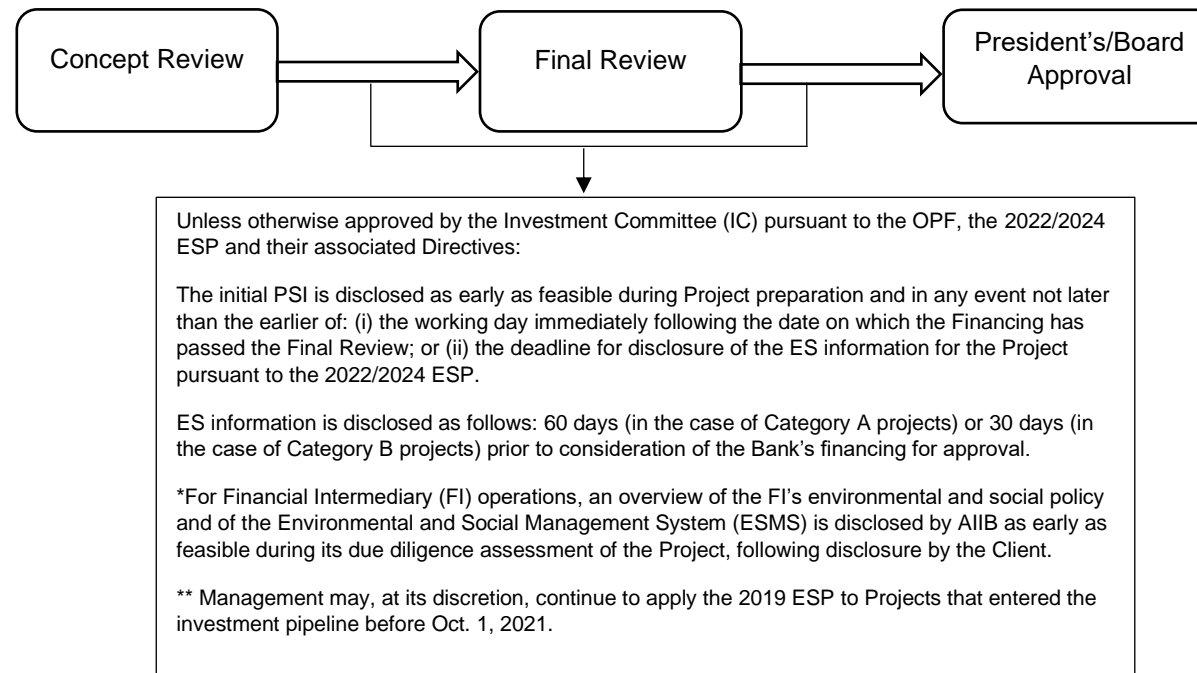 Concept Review
Final Review
President’s/Board
Approval
Unless otherwise approved by the Investment Committee (IC) pursuant to the OPF, the 2022/2024
ESP and their associated Directives:
The initial PSI is disclosed as early as feasible during Project preparation and in any event not later
than the earlier of: (i) the working day immediately following the date on which the Financing has
passed the Final Review; or (ii) the deadline for disclosure of the ES information for the Project
pursuant to the 2022/2024 ESP.
ES information is disclosed as follows: 60 days (in the case of Category A projects) or 30 days (in
the case of Category B projects) prior to consideration of the Bank’s financing for approval.
*For Financial Intermediary (FI) operations, an overview of the FI’s environmental and social policy
and of the Environmental and Social Management System (ESMS) is disclosed by AIIB as early as
feasible during its due diligence assessment of the Project, following disclosure by the Client.
** Management may, at its discretion, continue to apply the 2019 ESP to Projects that entered the
investment pipeline before Oct. 1, 2021.